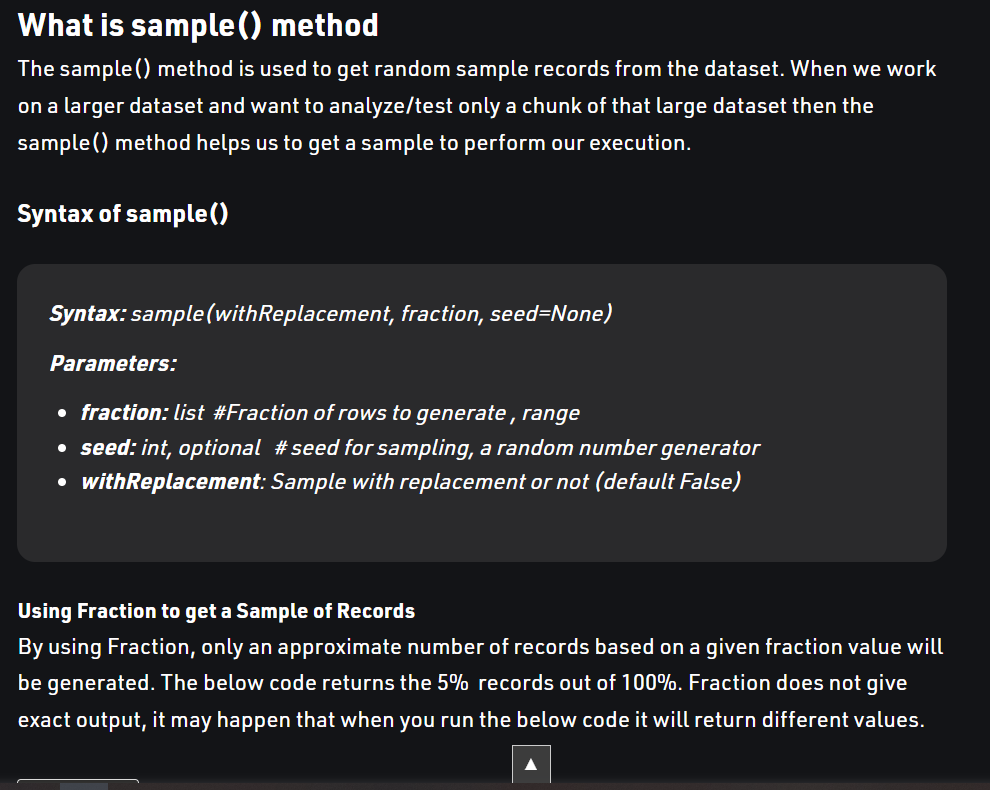 What is sample() method
The sample() method is used to get random sample records from the dataset. When we work
on a larger dataset and want to analyze/test only a chunk of that large dataset then the
sample() method helps us to get a sample to perform our execution.
Syntax of sample()
Syntax: sample(withReplacement, fraction, seed=None)
Parameters:
• fraction: list  #Fraction of rows to generate , range
• seed: int, optional  # seed for sampling, a random number generator
• withReplacement: Sample with replacement or not (default False)
Using Fraction to get a Sample of Records
By using Fraction, only an approximate number of records based on a given fraction value will
be generated. The below code returns the 5%  records out of 100%. Fraction does not give
exact output, it may happen that when you run the below code it will return different values.